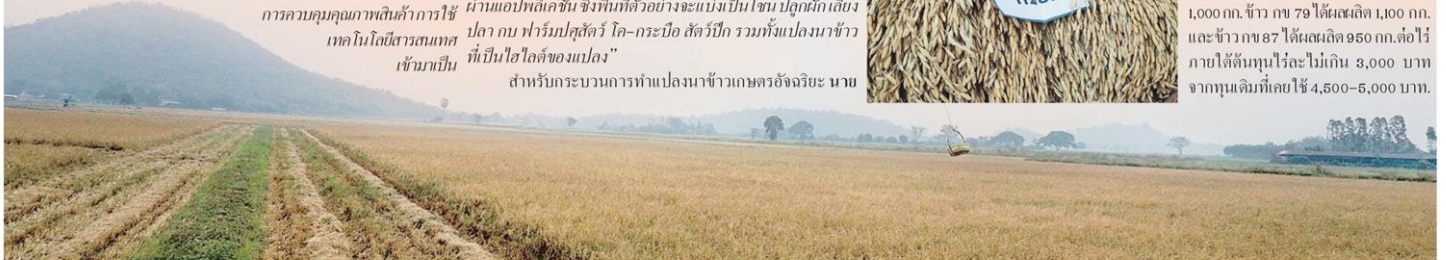 การควบคุมคุณภาพสินค้า การใช้
เทคโนโลยีสารสนเทศ
เข้ามาเป็น
ผ่านแอปพลิเคชัน ซึ่งพื้นที่ตัวอย่างจะแบ่งเป็นโซน ปลูกผัก เลี้ยง
ปลา กบ ฟาร์มปศุสัตว์ โค-กระบือ สัตว์ปีก รวมทั้งแปลงนาข้าว
ที่เป็นไฮไลต์ของแปลง”
สำหรับกระบวนการทำแปลงนาข้าวเกษตรอัจฉริยะ นาย
1,000 กก. ข้าว กข 79 ได้ผลผลิต 1,100 กก.
และข้าว กข 87 ได้ผลผลิต 950 กก.ต่อไร่
ภายใต้ต้นทุนไร่ละไม่เกิน 3,000 บาท
จากทุนเดิมที่เคยใช้ 4,500-5,000 บาท.